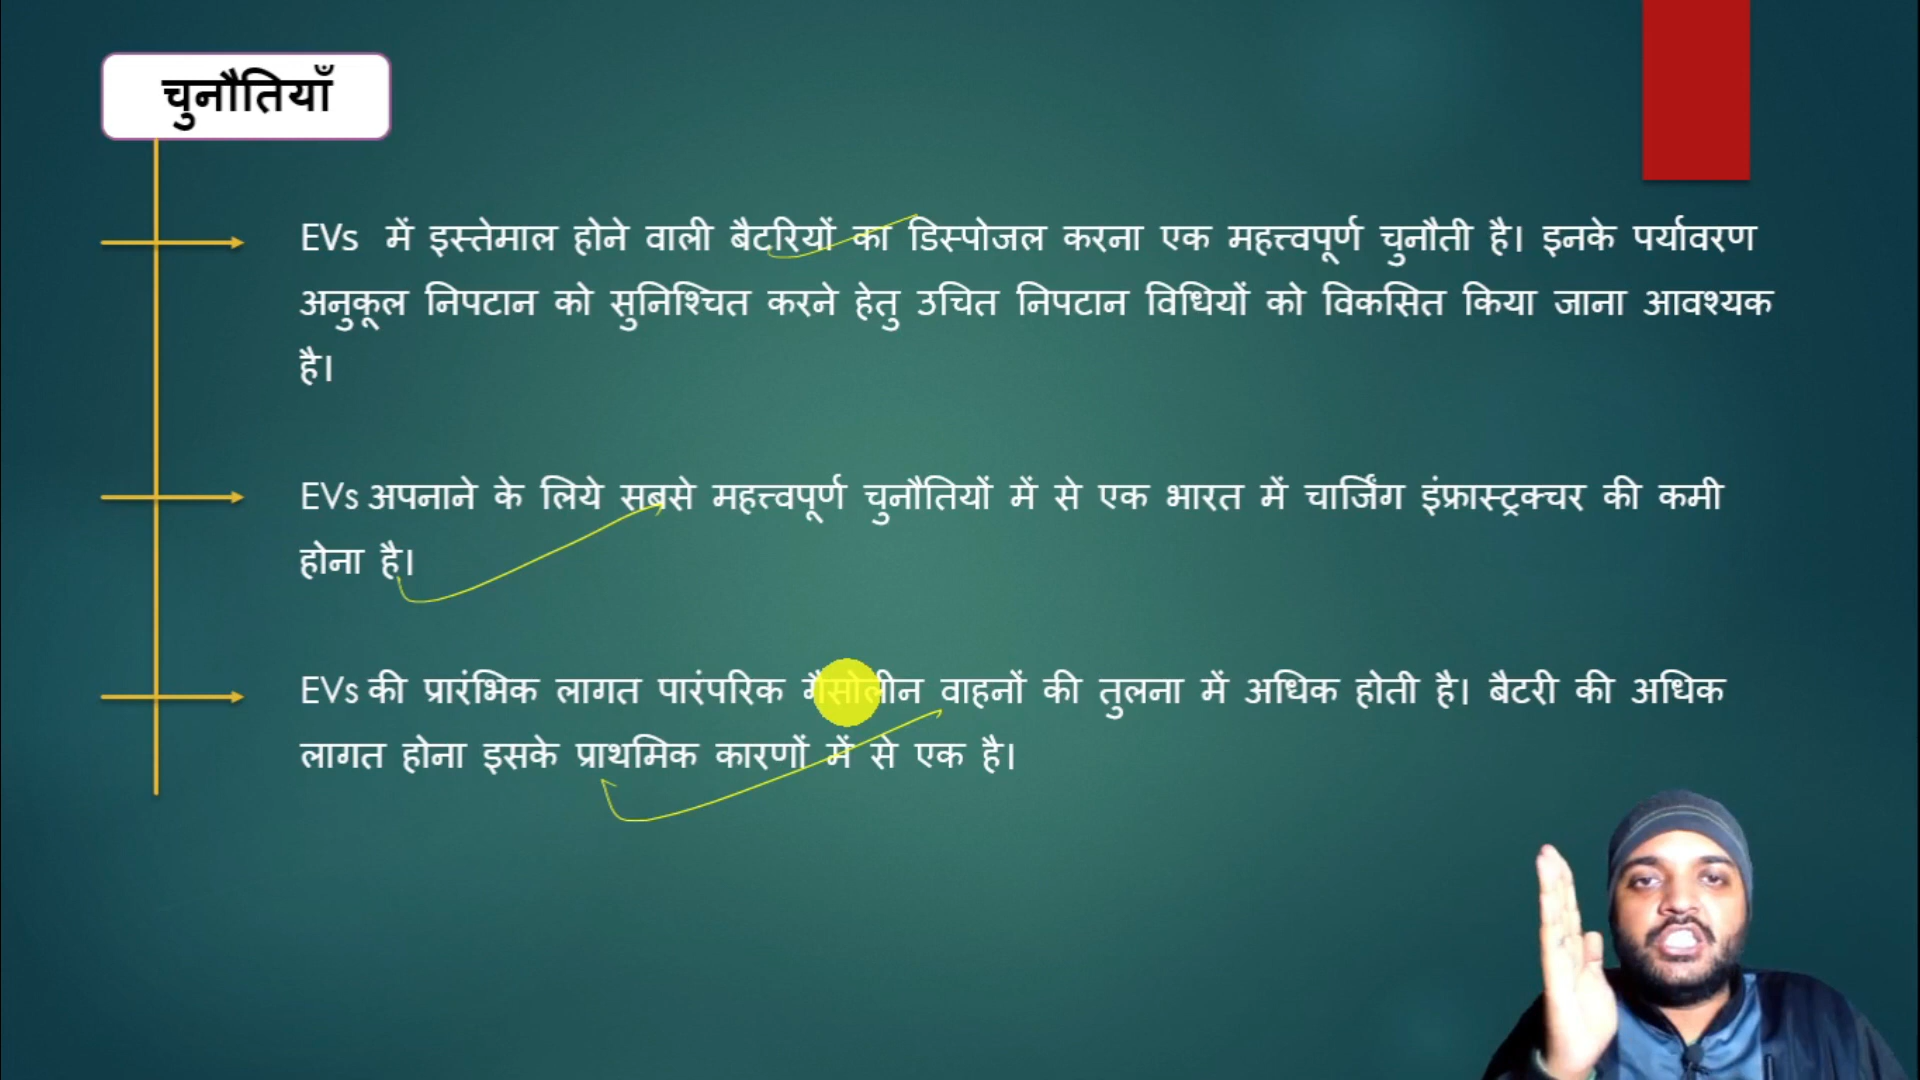 चुनौतियाँ
EVs में इस्तेमाल होने वाली बैटरियों का डिस्पोजल करना एक महत्त्वपूर्ण चुनौती है। इनके पर्यावरण
अनुकूल निपटान को सुनिश्चित करने हेतु उचित निपटान विधियों को विकसित किया जाना आवश्यक
है।
EVs अपनाने के लिये सबसे महत्त्वपूर्ण चुनौतियों में से एक भारत में चार्जिंग इंफ्रास्ट्रक्चर की कमी
होना है।
EVs की प्रारंभिक लागत पारंपरिक गैसोलीन वाहनों की तुलना में अधिक होती है। बैटरी की अधिक
लागत होना इसके प्राथमिक कारणों में से एक है।